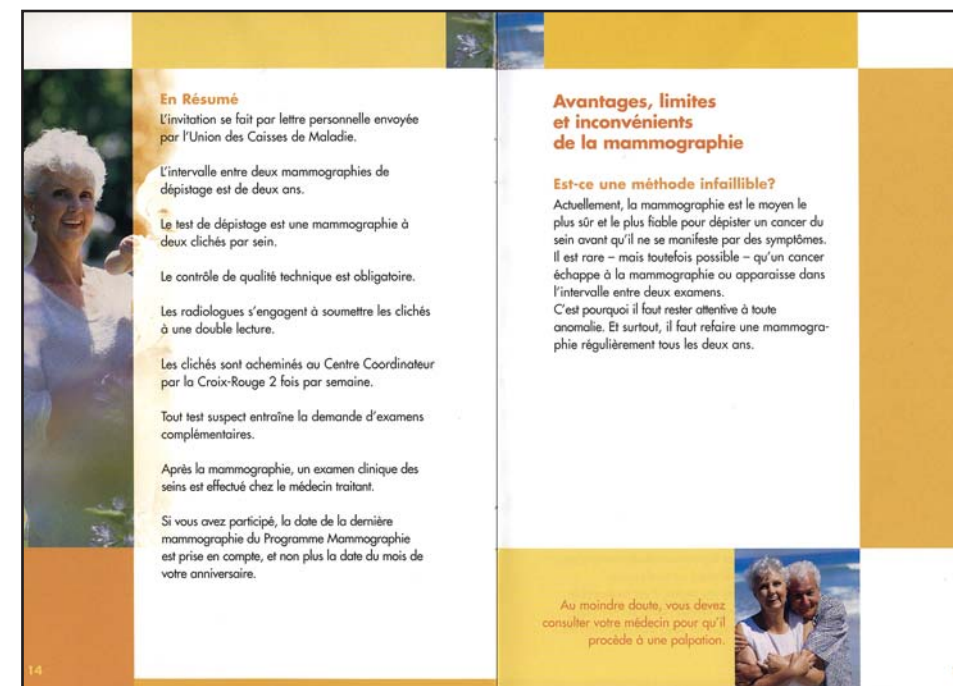 En Résumé
L'invitation se fait par lettre personnelle envoyée
par l'Union des Caisses de Maladie.
L'intervalle entre deux mammographies de
dépistage est de deux ans.
Le test de dépistage est une mammographie à
deux clichés par sein.
Le contrôle de qualité technique est obligatoire.
Les radiologues s'engagent à soumettre les clichés
à une double lecture.
Les clichés sont acheminés au Centre Coordinateur
par la Croix-Rouge 2 fois par semaine.
Tout test suspect entraîne la demande d'examens
complémentaires.
Après la mammographie, un examen clinique des
seins est effectué chez le médecin traitant.
Si vous avez participé, la date de la dernière
mammographie du Programme Mammographie
est prise en compte, et non plus la date du mois de
votre anniversaire.
14
Avantages, limites
et inconvénients
de la mammographie
Est-ce une méthode infaillible?
Actuellement, la mammographie est le moyen le
plus sûr et le plus fiable pour dépister un cancer du
sein avant qu'il ne se manifeste par des symptômes.
Il est rare – mais toutefois possible – qu'un cancer
échappe à la mammographie ou apparaisse dans
l'intervalle entre deux examens.
C'est pourquoi il faut rester attentive à toute
anomalie. Et surtout, il faut refaire une mammogra-
phie régulièrement tous les deux ans.
Au moindre doute, vous devez
consulter votre médecin pour qu'il
procède à une palpation.